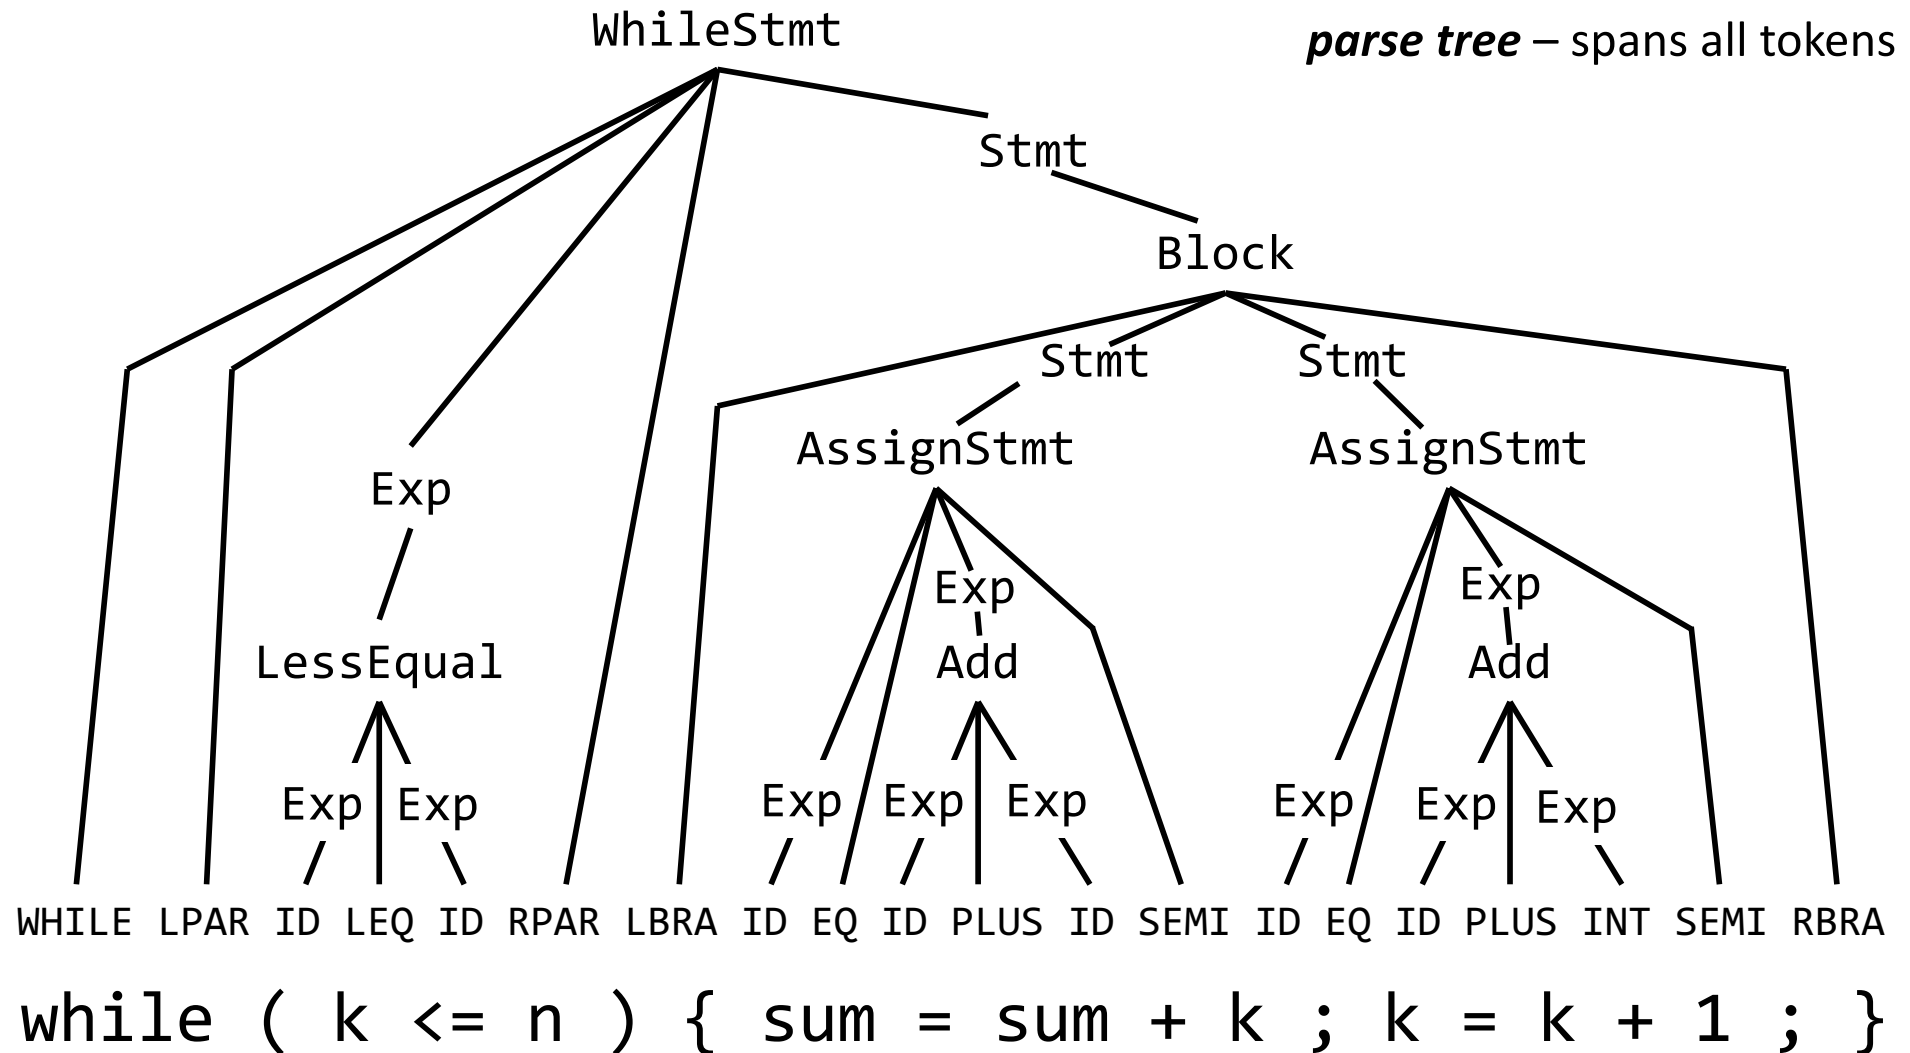 WhileStmt
parse tree – spans all tokens
Stmt
Block
Stmt Stmt
AssignStmt AssignStmt
Exp
Exp Exp
LessEqual Add Add
Exp Exp Exp Exp Exp Exp Exp Exp
WHILE LPAR ID LEQ ID RPAR LBRA ID EQ ID PLUS ID SEMI ID EQ ID PLUS INT SEMI RBRA
while ( k <= n ) { sum = sum + k ; k = k + 1 ; }